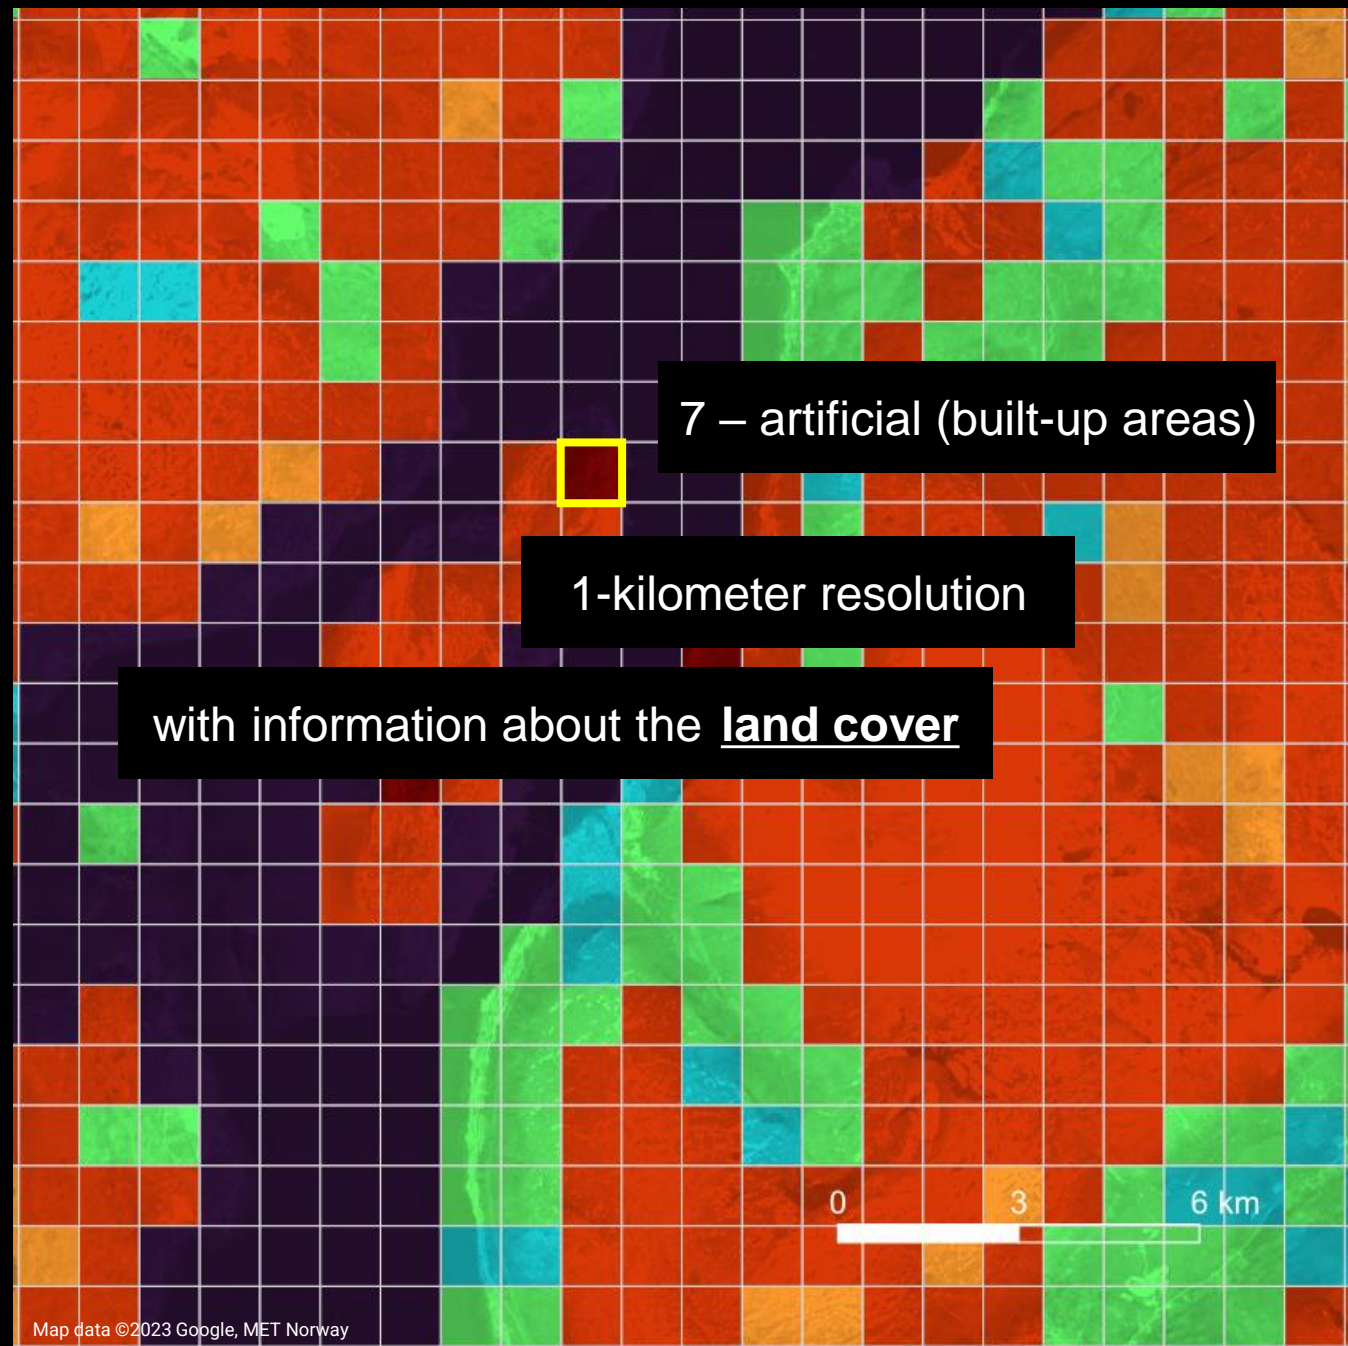 7 – artificial (built-up areas)
1-kilometer resolution
with information about the land cover
0 3 6 km
Map data ©2023 Google, MET Norway